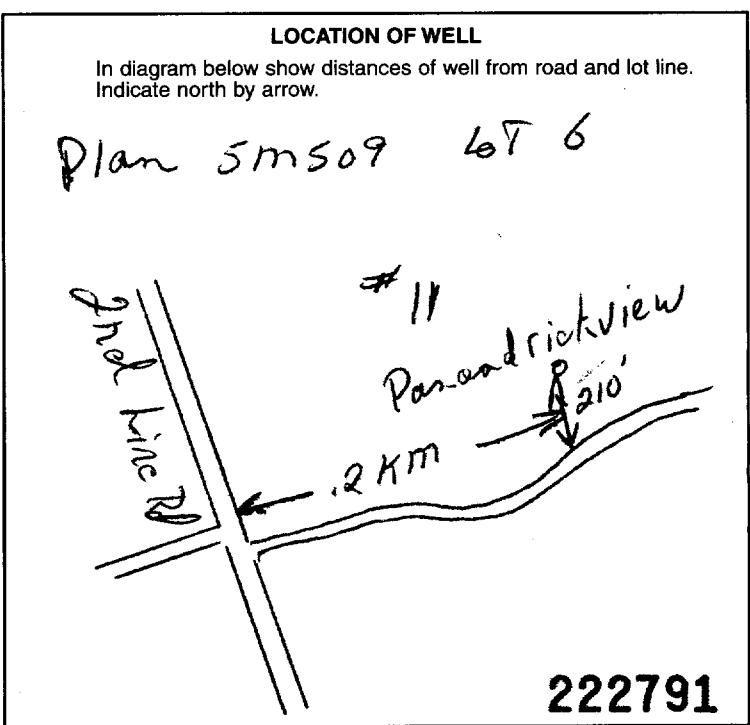 LOCATION OF WELL
In diagram below show distances of well from road and lot line.
Indicate north by arrow.
Plan 5M509 LOT 6
# 11
Panandrickview
210'
2nd Line Rd
.2 KM
222791